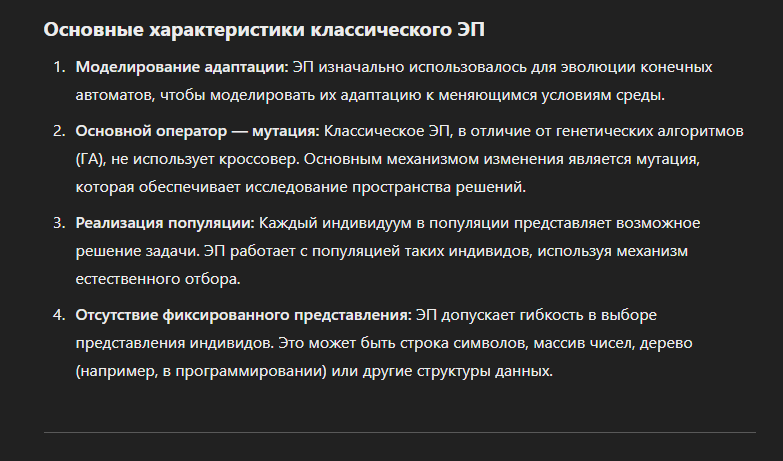 Основные характеристики классического ЭП
1. Моделирование адаптации: ЭП изначально использовалось для эволюции конечных
автоматов, чтобы моделировать их адаптацию к меняющимся условиям среды.
2. Основной оператор — мутация: Классическое ЭП, в отличие от генетических алгоритмов
(ГА), не использует кроссовер. Основным механизмом изменения является мутация,
которая обеспечивает исследование пространства решений.
3. Реализация популяции: Каждый индивидуум в популяции представляет возможное
решение задачи. ЭП работает с популяцией таких индивидов, используя механизм
естественного отбора.
4. Отсутствие фиксированного представления: ЭП допускает гибкость в выборе
представления индивидов. Это может быть строка символов, массив чисел, дерево
(например, в программировании) или другие структуры данных.